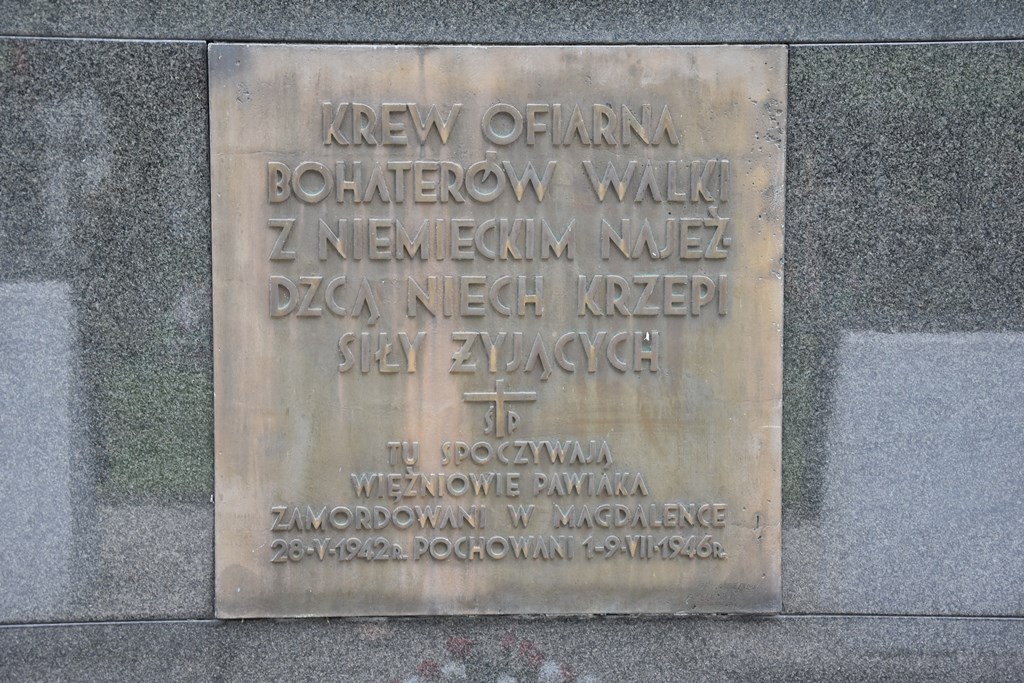 KREW OFIARNA
BOHATERÓW WALKI
Z NIEMIECKIM NAJEŹ-
DZCĄ NIECH KRZEPI
SIŁY ŻYJĄCYCH
Ś P
TU SPOCZYWAJĄ
WIĘŹNIOWIE PAWIAKA
ZAMORDOWANI W MAGDALENCE
28-V-1942R. POCHOWANI 1-9-VII-1946R.